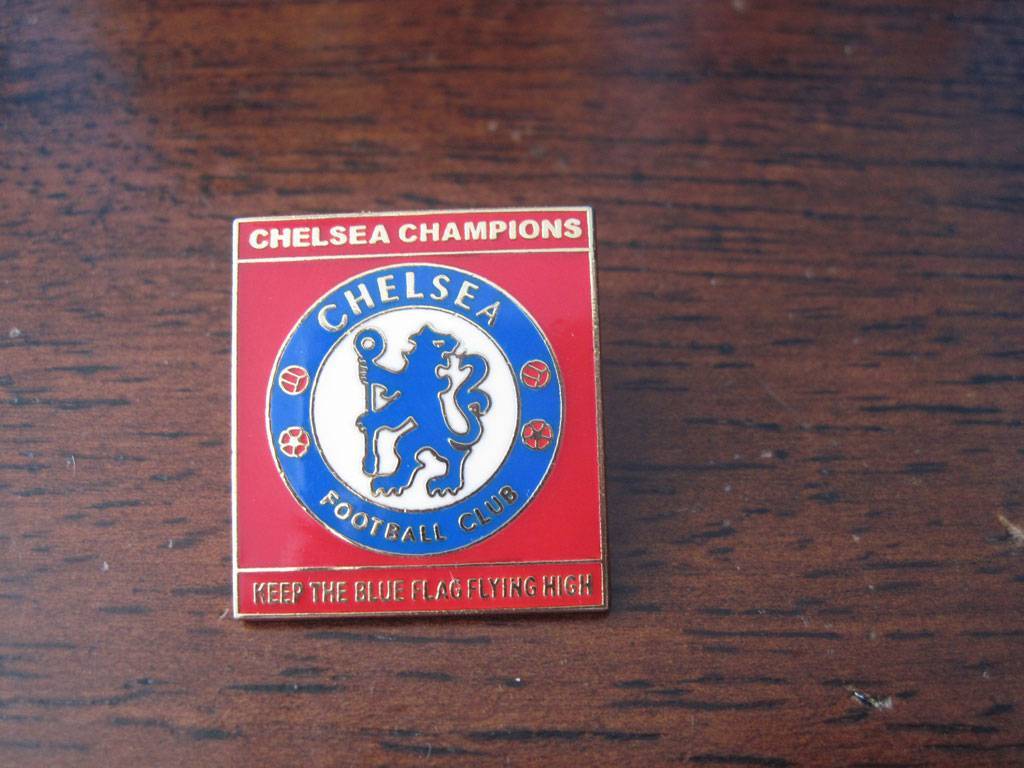 CHELSEA CHAMPIONS
CHELSEA
FOOTBALL CLUB
KEEP THE BLUE FLAG FLYING HIGH